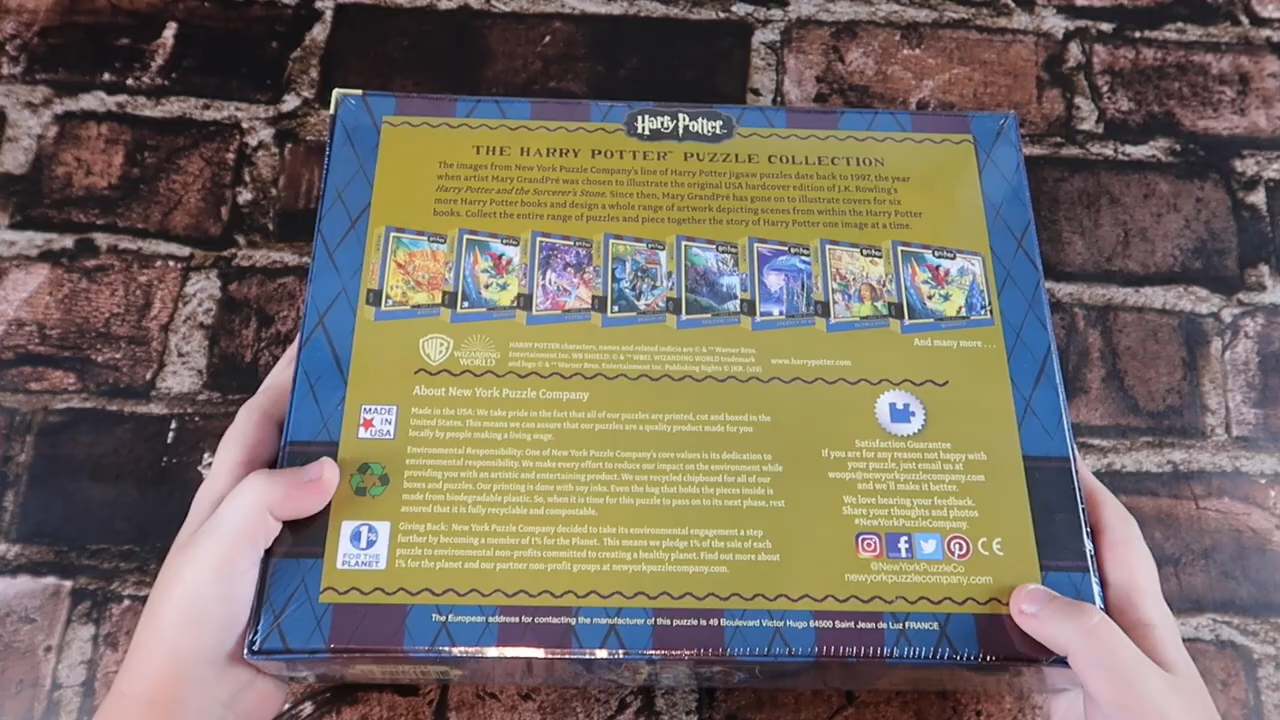 Harry Potter
THE HARRY POTTER™ PUZZLE COLLECTION
The images from New York Puzzle Company's line of Harry Potter jigsaw puzzles date back to 1997, the year
when artist Mary GrandPré was chosen to illustrate the original USA hardcover edition of J.K. Rowling's
Harry Potter and the Sorcerer's Stone. Since then, Mary GrandPré has gone on to illustrate covers for six
more Harry Potter books and design a whole range of artwork depicting scenes from within the Harry Potter
books. Collect the entire range of puzzles and piece together the story of Harry Potter one image at a time.
And many more . . .
WB
WIZARDING
WORLD
HARRY POTTER characters, names and related indicia are © & ™ Warner Bros.
Entertainment Inc. WB SHIELD: © & ™ WBEI. WIZARDING WORLD trademark
and logo © & ™ Warner Bros. Entertainment Inc. Publishing Rights © JKR.
www.harrypotter.com
About New York Puzzle Company
MADE
IN
USA
Made in the USA: We take pride in the fact that all of our puzzles are printed, cut and boxed in the
United States. This means we can assure that our puzzles are a quality product made for you
locally by people making a living wage.
Environmental Responsibility: One of New York Puzzle Company's core values is its dedication to
environmental responsibility. We make every effort to reduce our impact on the environment while
providing you with an artistic and entertaining product. We use recycled chipboard for all of our
boxes and puzzles. Our printing is done with soy inks. Even the bag that holds the pieces inside is
made from biodegradable plastic. So, when it is time for this puzzle to pass on to its next phase, rest
assured that it is fully recyclable and compostable.
1%
FOR THE
PLANET
Giving Back: New York Puzzle Company decided to take its environmental engagement a step
further by becoming a member of 1% for the Planet. This means we pledge 1% of the sale of each
puzzle to environmental non-profits committed to creating a healthy planet. Find out more about
1% for the planet and our partner non-profit groups at newyorkpuzzlecompany.com.
Satisfaction Guarantee
If you are for any reason not happy with
your puzzle, just email us at
woops@newyorkpuzzlecompany.com
and we'll make it better.
We love hearing your feedback.
Share your thoughts and photos
#NewYorkPuzzleCompany.
CE
@NewYorkPuzzleCo
newyorkpuzzlecompany.com
The European address for contacting the manufacturer of this puzzle is 49 Boulevard Victor Hugo 64500 Saint Jean de Luz FRANCE